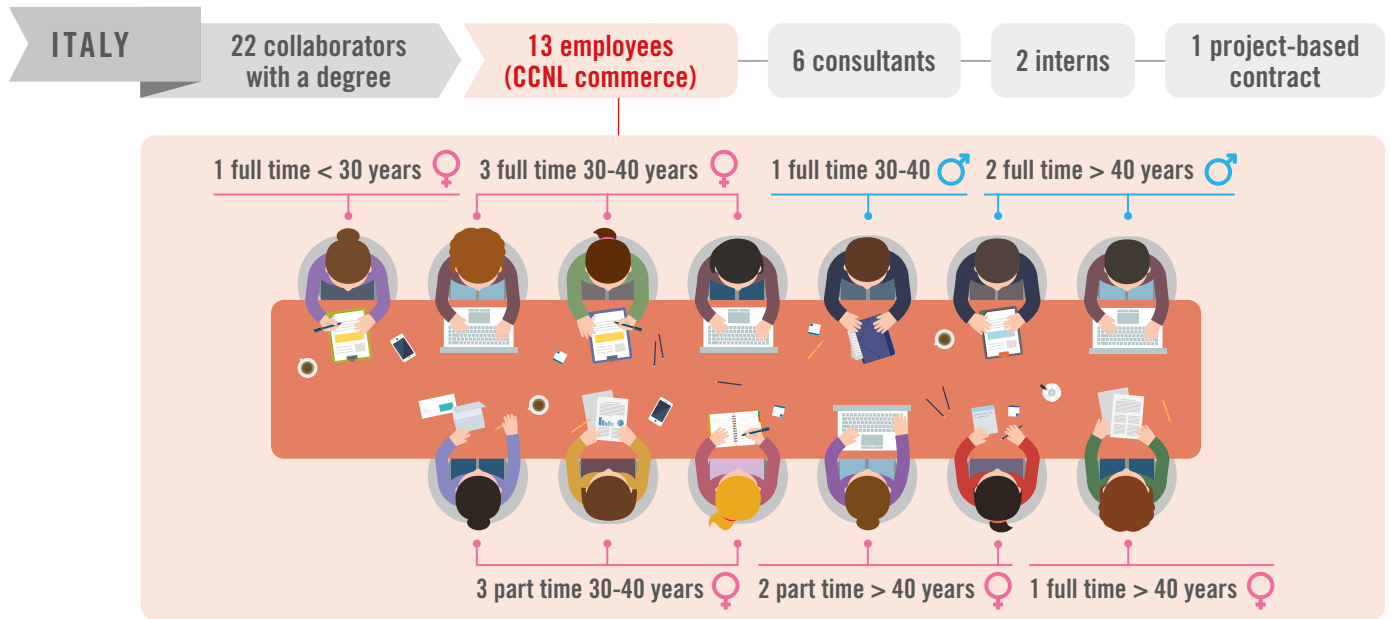 ITALY
22 collaborators
with a degree
13 employees
(CCNL commerce)
6 consultants
2 interns
1 project-based
contract
1 full time < 30 years
3 full time 30-40 years
1 full time 30-40
2 full time > 40 years
3 part time 30-40 years
2 part time > 40 years
1 full time > 40 years